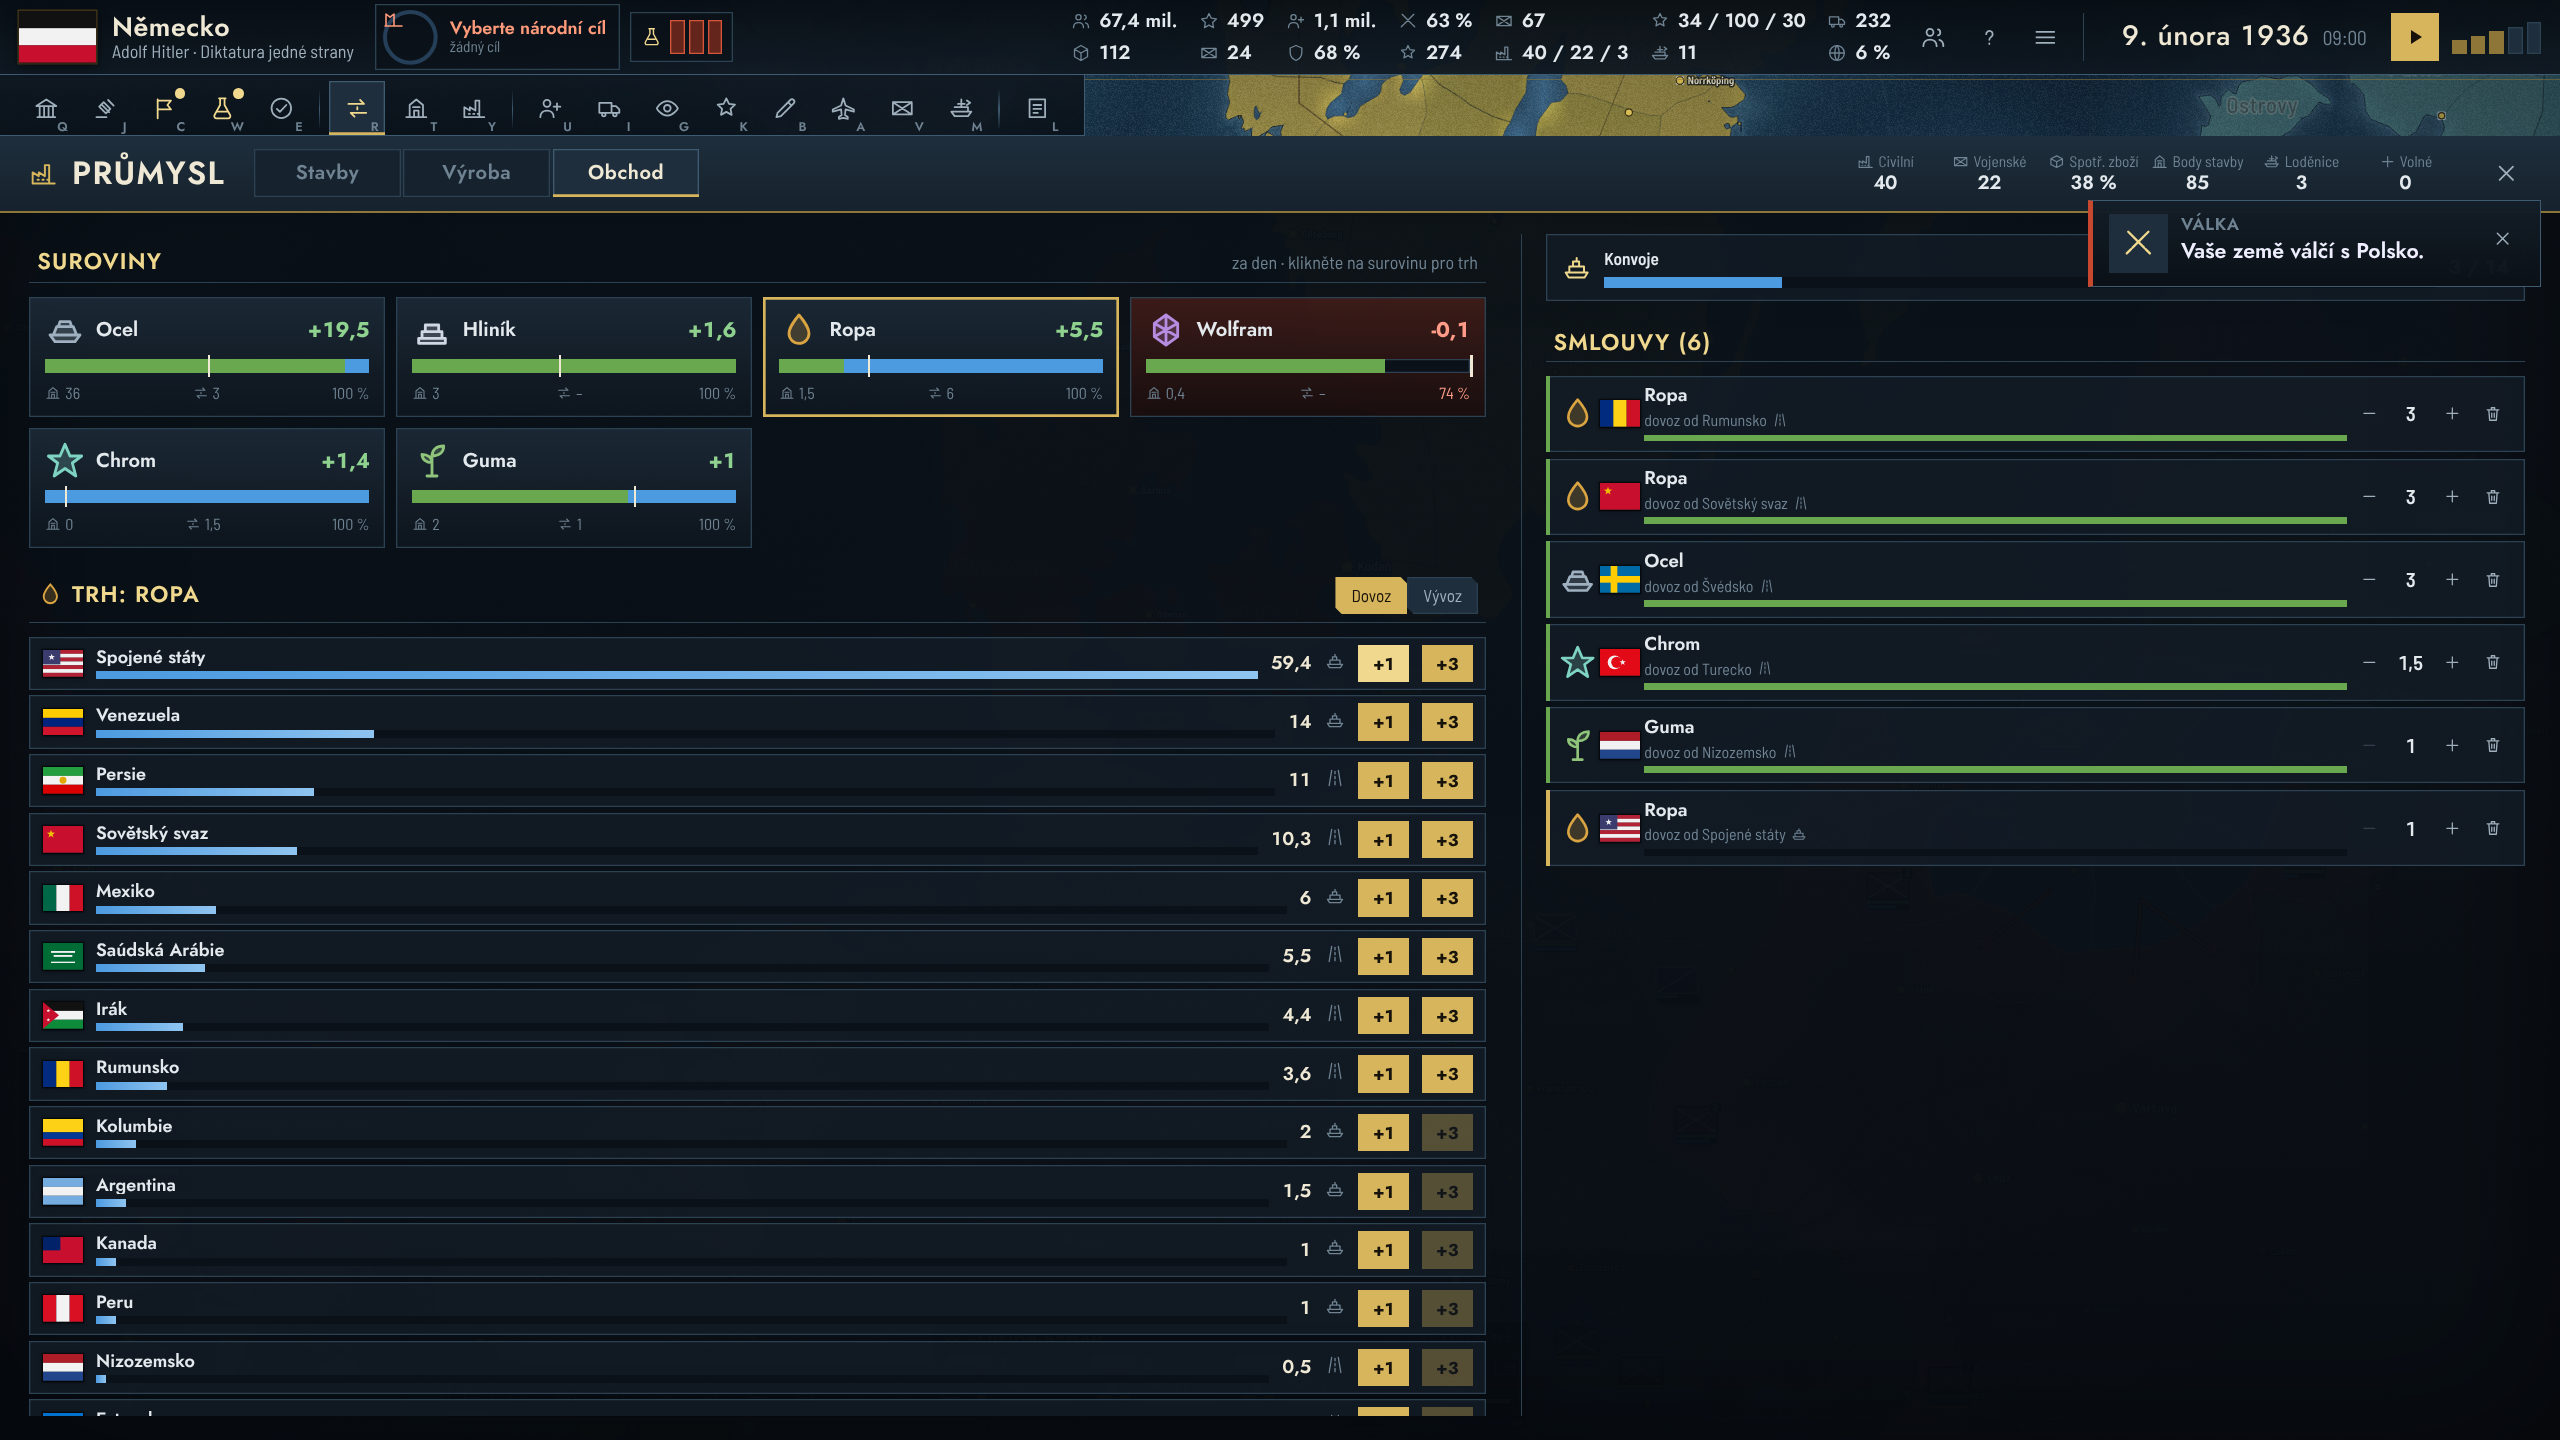 Německo
Adolf Hitler · Diktatura jedné strany
Vyberte národní cíl
žádný cíl
67,4 mil. 499 1,1 mil. 63 % 67 34 / 100 / 30 232
112 24 68 % 274 40 / 22 / 3 11 6 %
?
9. února 1936 09:00
Q J C W E R T Y U I G K B A V M L
Norrköping
Ostrovy
PRŮMYSL
Stavby
Výroba
Obchod
Civilní 40
Vojenské 22
Spotř. zboží 38 %
Body stavby 85
Loděnice 3
Volné 0
VÁLKA
Vaše země válčí s Polsko.
SUROVINY
za den · klikněte na surovinu pro trh
Ocel +19,5
36 3 100 %
Hliník +1,6
3 - 100 %
Ropa +5,5
1,5 6 100 %
Wolfram -0,1
0,4 - 74 %
Chrom +1,4
0 1,5 100 %
Guma +1
2 1 100 %
TRH: ROPA
Dovoz Vývoz
Spojené státy 59,4 +1 +3
Venezuela 14 +1 +3
Persie 11 +1 +3
Sovětský svaz 10,3 +1 +3
Mexiko 6 +1 +3
Saúdská Arábie 5,5 +1 +3
Irák 4,4 +1 +3
Rumunsko 3,6 +1 +3
Kolumbie 2 +1 +3
Argentina 1,5 +1 +3
Kanada 1 +1 +3
Peru 1 +1 +3
Nizozemsko 0,5 +1 +3
Konvoje
SMLOUVY (6)
Ropa
dovoz od Rumunsko
− 3 +
Ropa
dovoz od Sovětský svaz
− 3 +
Ocel
dovoz od Švédsko
− 3 +
Chrom
dovoz od Turecko
− 1,5 +
Guma
dovoz od Nizozemsko
− 1 +
Ropa
dovoz od Spojené státy
− 1 +